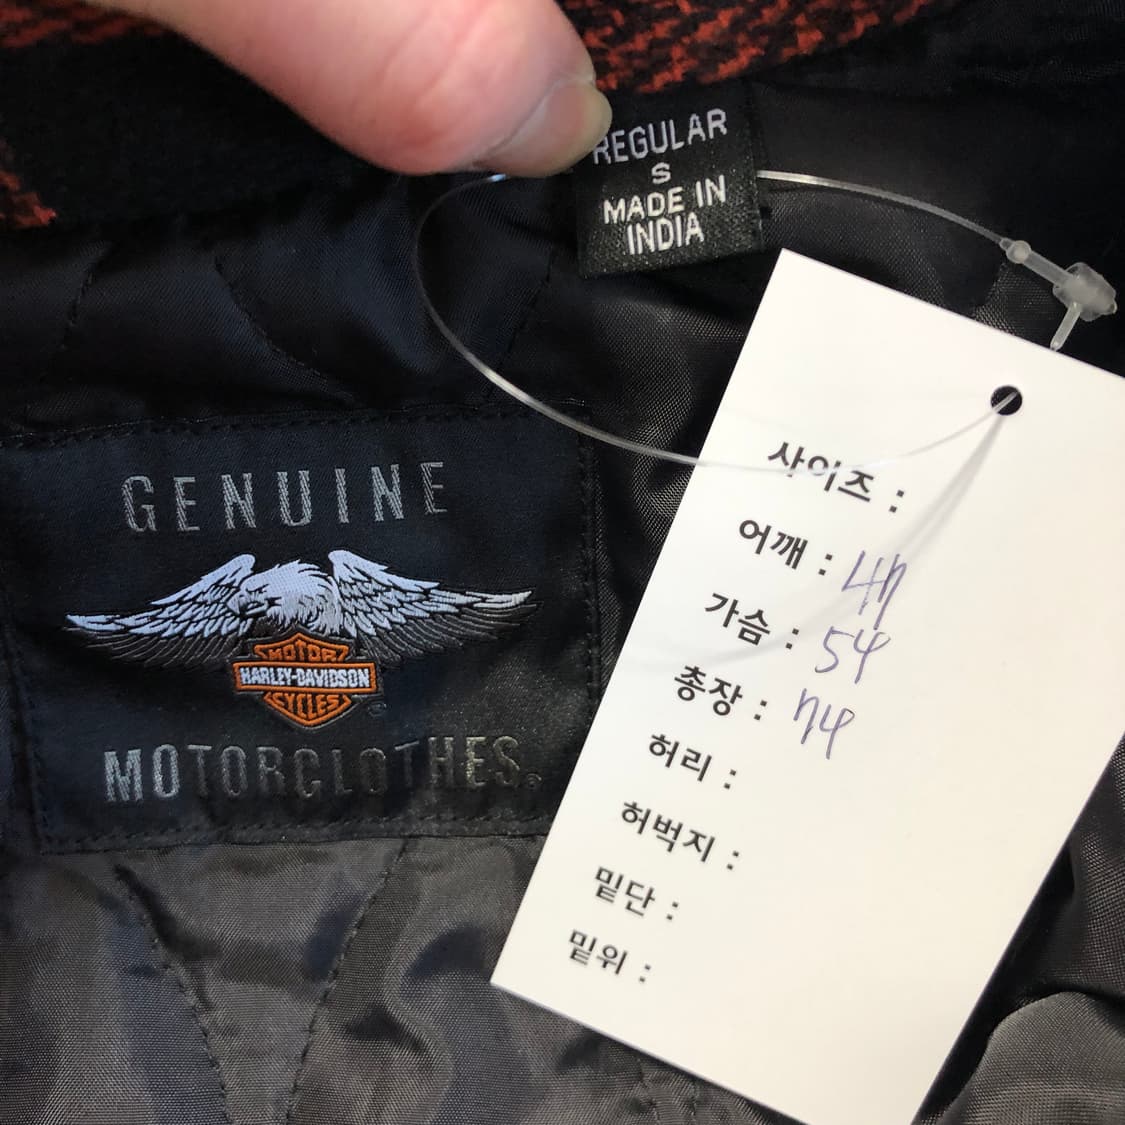 REGULAR
S
MADE IN
INDIA
GENUINE
MOTOR
HARLEY-DAVIDSON
CYCLES
MOTORCLOTHES
사이즈 :
어깨 : 47
가슴 : 54
총장 : 74
허리 :
허벅지 :
밑단 :
밑위 :